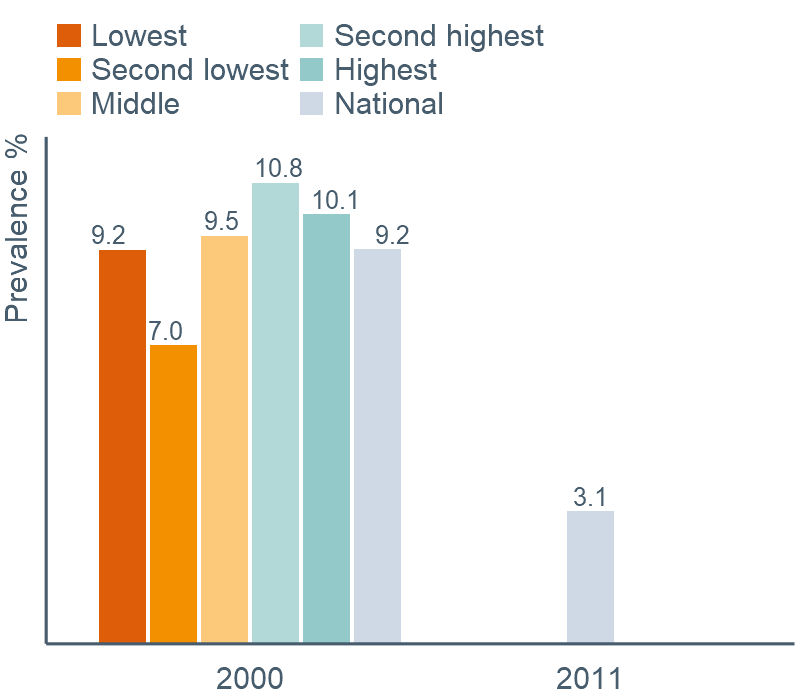 Lowest
Second lowest
Middle
Second highest
Highest
National
Prevalence %
9.2
7.0
9.5
10.8
10.1
9.2
3.1
2000
2011